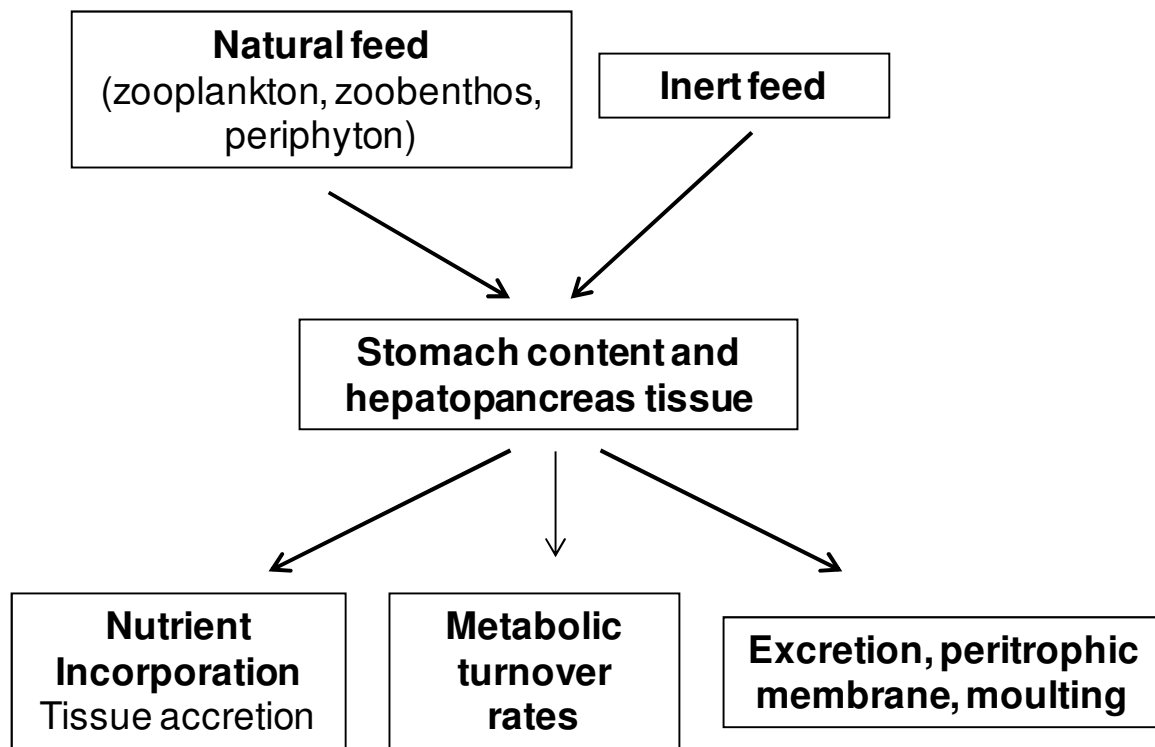 Natural feed
(zooplankton, zoobenthos,
periphyton)
Inert feed
Stomach content and
hepatopancreas tissue
Nutrient
Incorporation
Tissue accretion
Metabolic
turnover
rates
Excretion, peritrophic
membrane, moulting